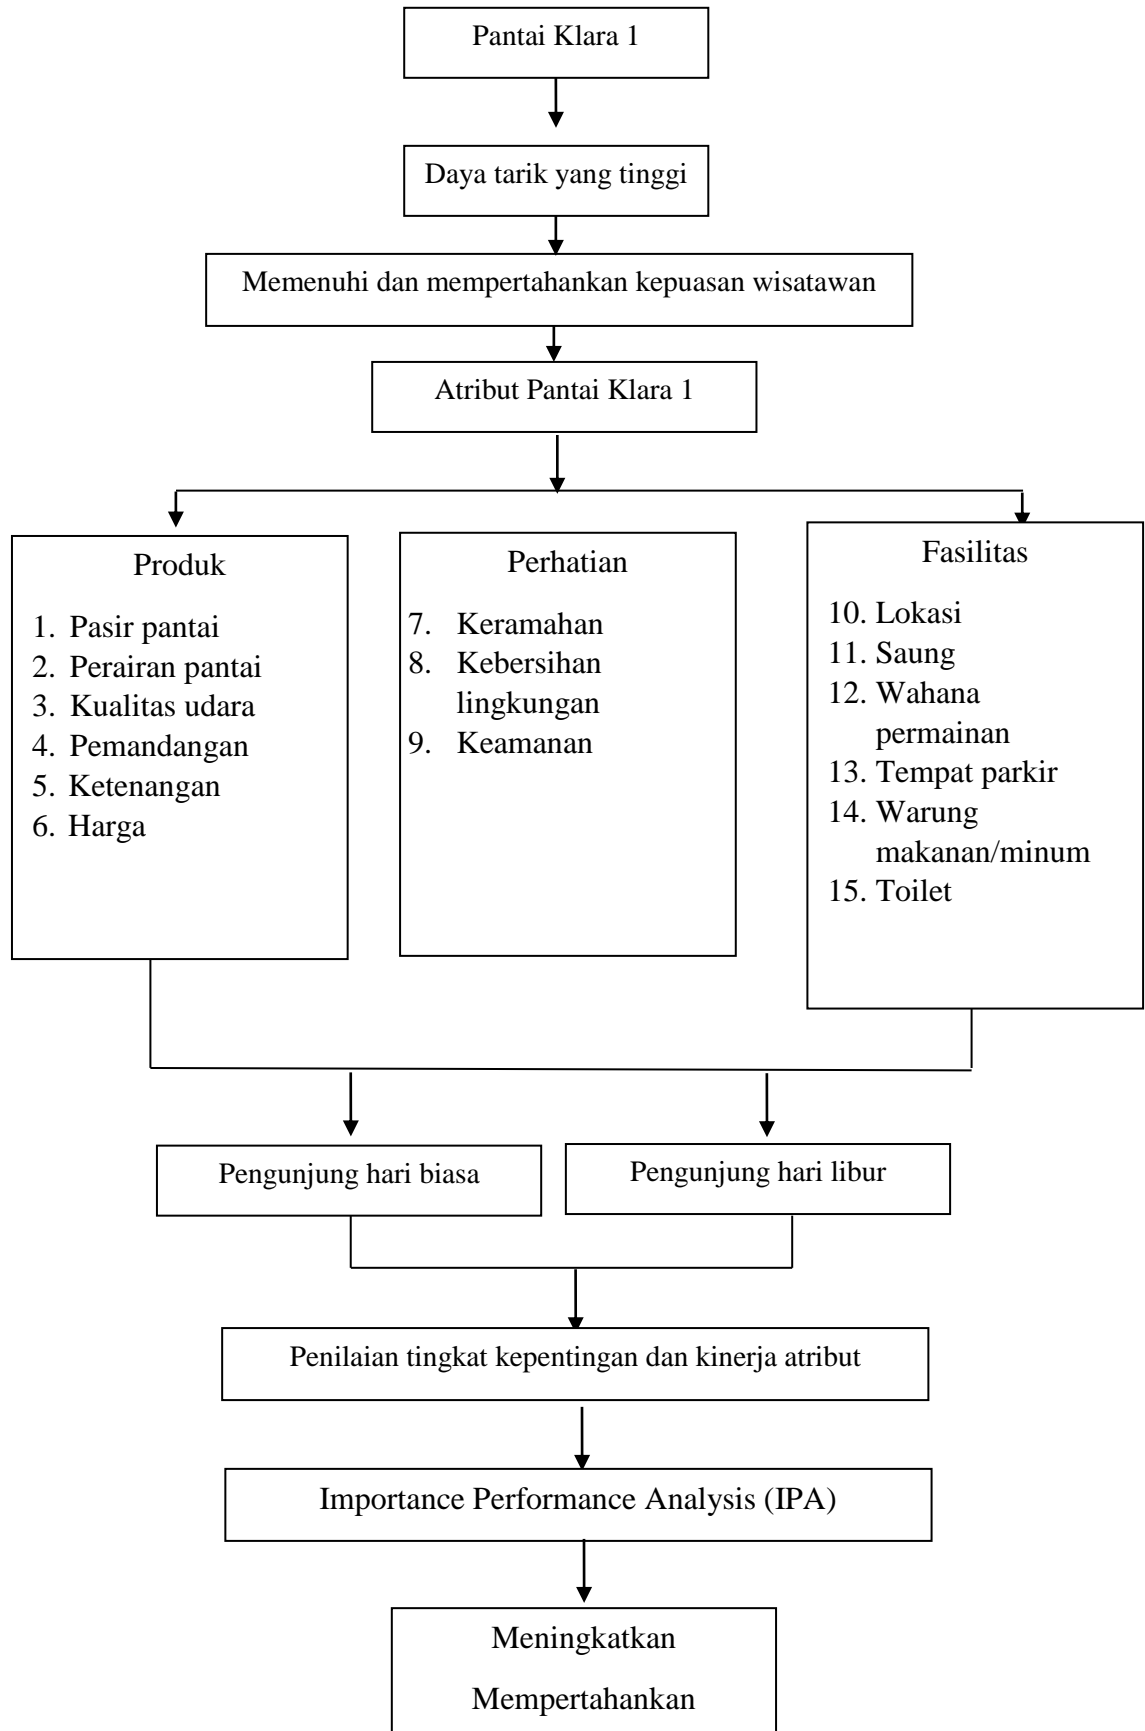 Pantai Klara 1
Daya tarik yang tinggi
Memenuhi dan mempertahankan kepuasan wisatawan
Atribut Pantai Klara 1
Produk
1. Pasir pantai
2. Perairan pantai
3. Kualitas udara
4. Pemandangan
5. Ketenangan
6. Harga
Perhatian
7. Keramahan
8. Kebersihan
lingkungan
9. Keamanan
Fasilitas
10. Lokasi
11. Saung
12. Wahana
permainan
13. Tempat parkir
14. Warung
makanan/minum
15. Toilet
Pengunjung hari biasa
Pengunjung hari libur
Penilaian tingkat kepentingan dan kinerja atribut
Importance Performance Analysis (IPA)
Meningkatkan
Mempertahankan